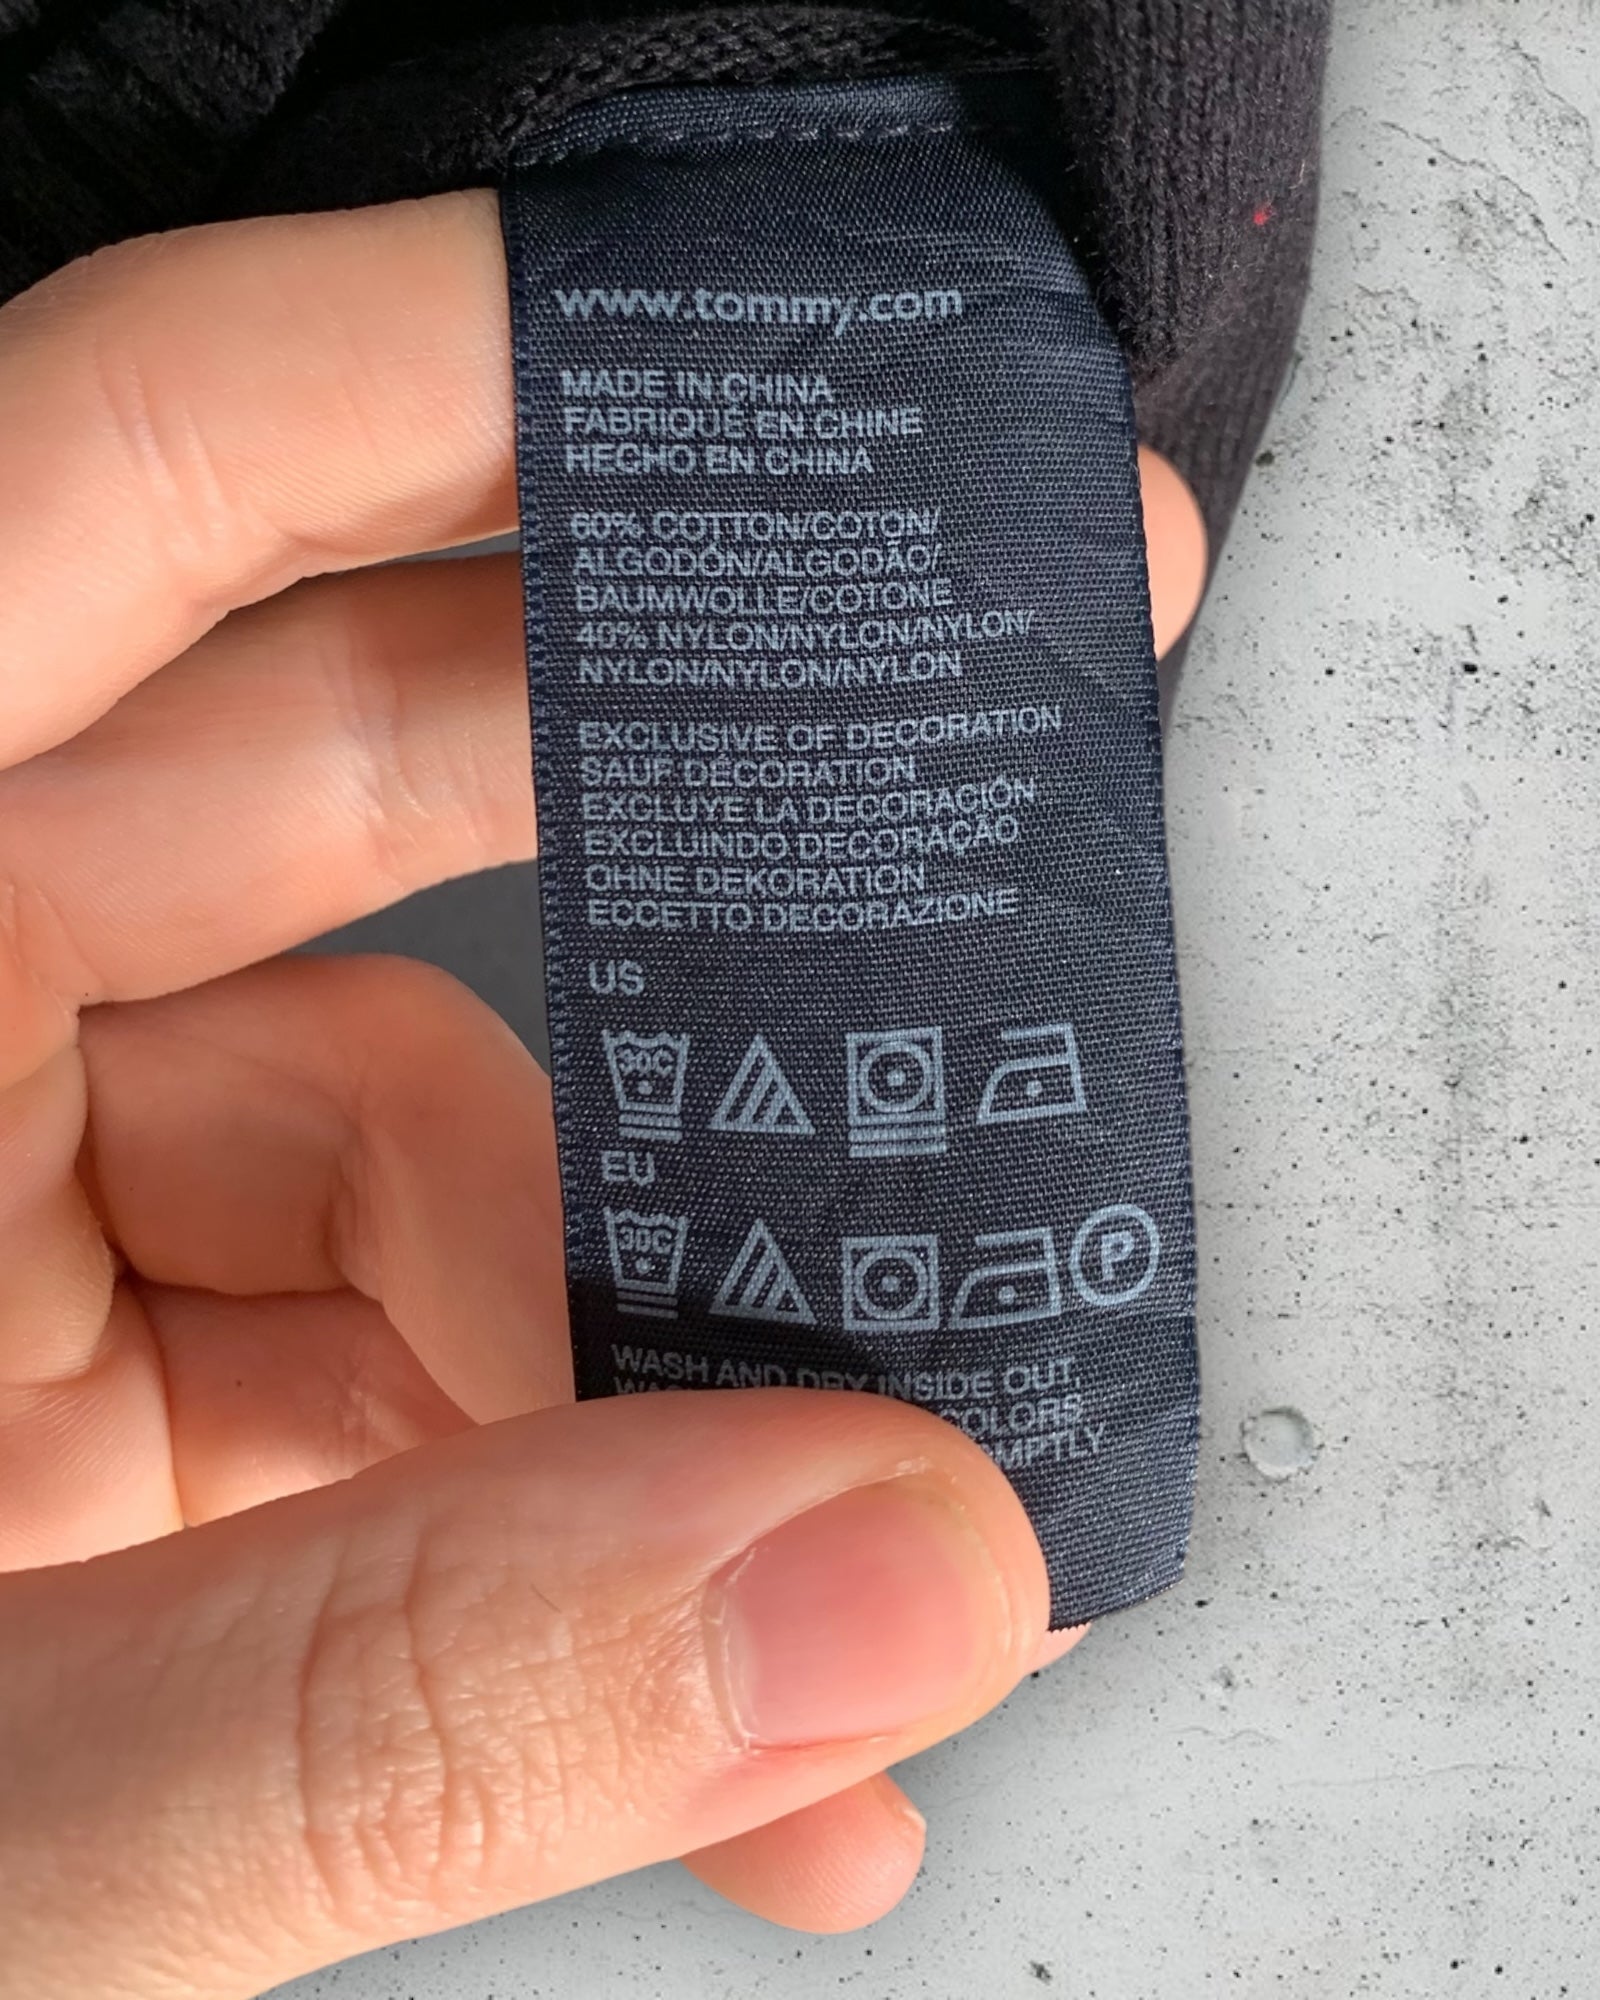 www.tommy.com
MADE IN CHINA
FABRIQUÉ EN CHINE
HECHO EN CHINA
60% COTTON/COTON/
ALGODÓN/ALGODÃO/
BAUMWOLLE/COTONE
40% NYLON/NYLON/NYLON/
NYLON/NYLON/NYLON
EXCLUSIVE OF DECORATION
SAUF DÉCORATION
EXCLUYE LA DECORACIÓN
EXCLUINDO DECORAÇÃO
OHNE DEKORATION
ECCETTO DECORAZIONE
US
30C
EU
30C P
WASH AND DRY INSIDE OUT,
COLORS